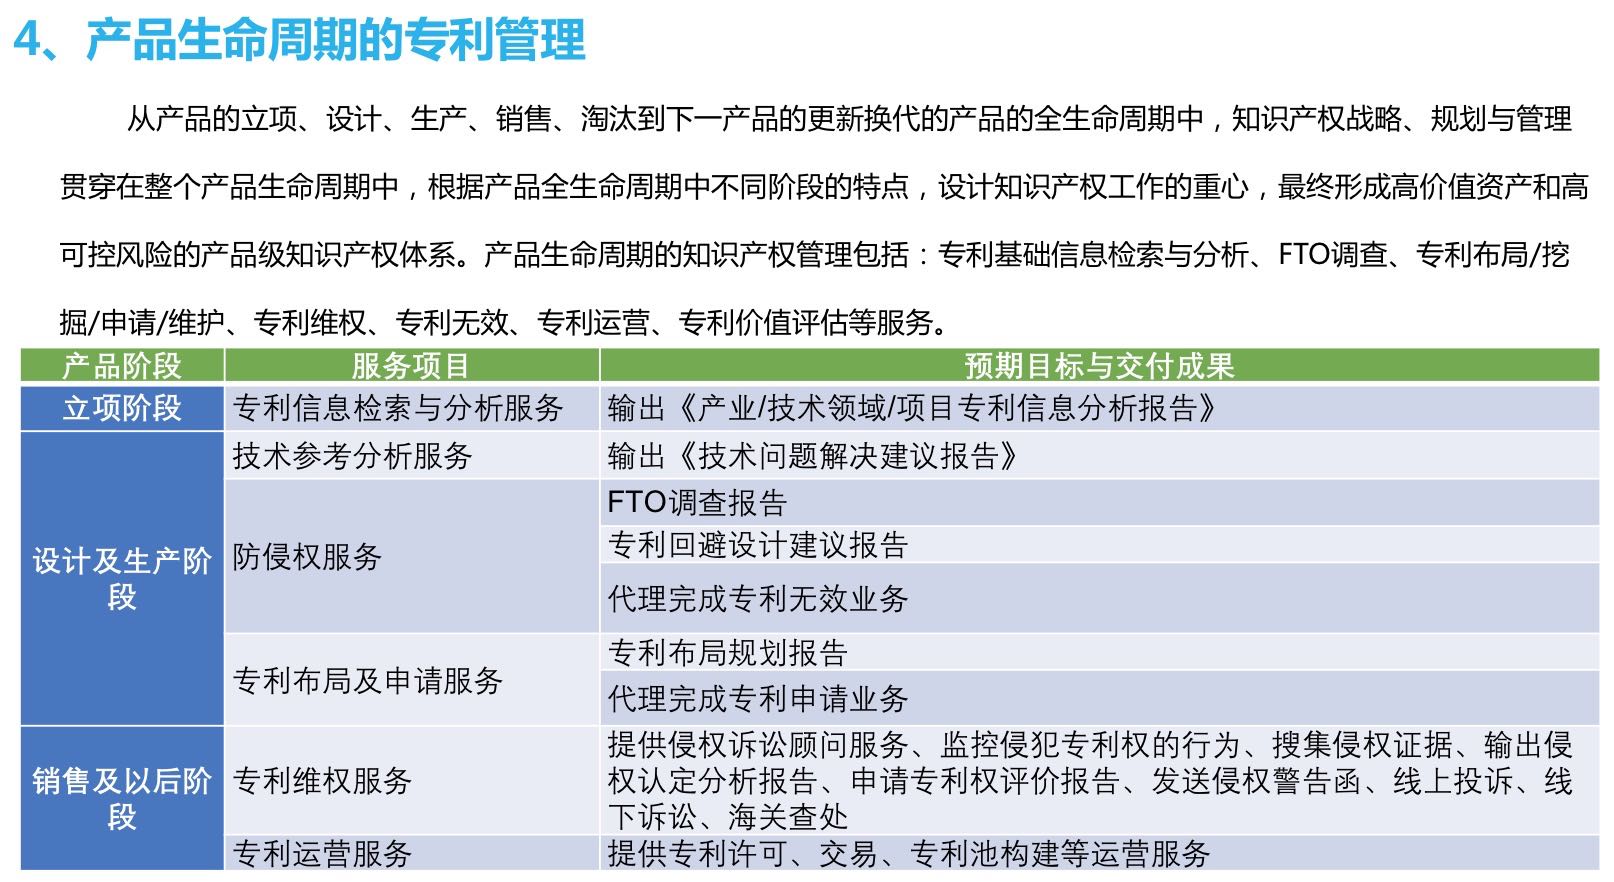 4、产品生命周期的专利管理
从产品的立项、设计、生产、销售、淘汰到下一产品的更新换代的产品的全生命周期中，知识产权战略、规划与管理
贯穿在整个产品生命周期中，根据产品全生命周期中不同阶段的特点，设计知识产权工作的重心，最终形成高价值资产和高
可控风险的产品级知识产权体系。产品生命周期的知识产权管理包括：专利基础信息检索与分析、FTO调查、专利布局/挖
掘/申请/维护、专利维权、专利无效、专利运营、专利价值评估等服务。
产品阶段 服务项目 预期目标与交付成果
立项阶段 专利信息检索与分析服务 输出《产业/技术领域/项目专利信息分析报告》
设计及生产阶
段
技术参考分析服务 输出《技术问题解决建议报告》
防侵权服务
FTO调查报告
专利回避设计建议报告
代理完成专利无效业务
专利布局及申请服务
专利布局规划报告
代理完成专利申请业务
销售及以后阶
段
专利维权服务
提供侵权诉讼顾问服务、监控侵犯专利权的行为、搜集侵权证据、输出侵
权认定分析报告、申请专利权评价报告、发送侵权警告函、线上投诉、线
下诉讼、海关查处
专利运营服务 提供专利许可、交易、专利池构建等运营服务